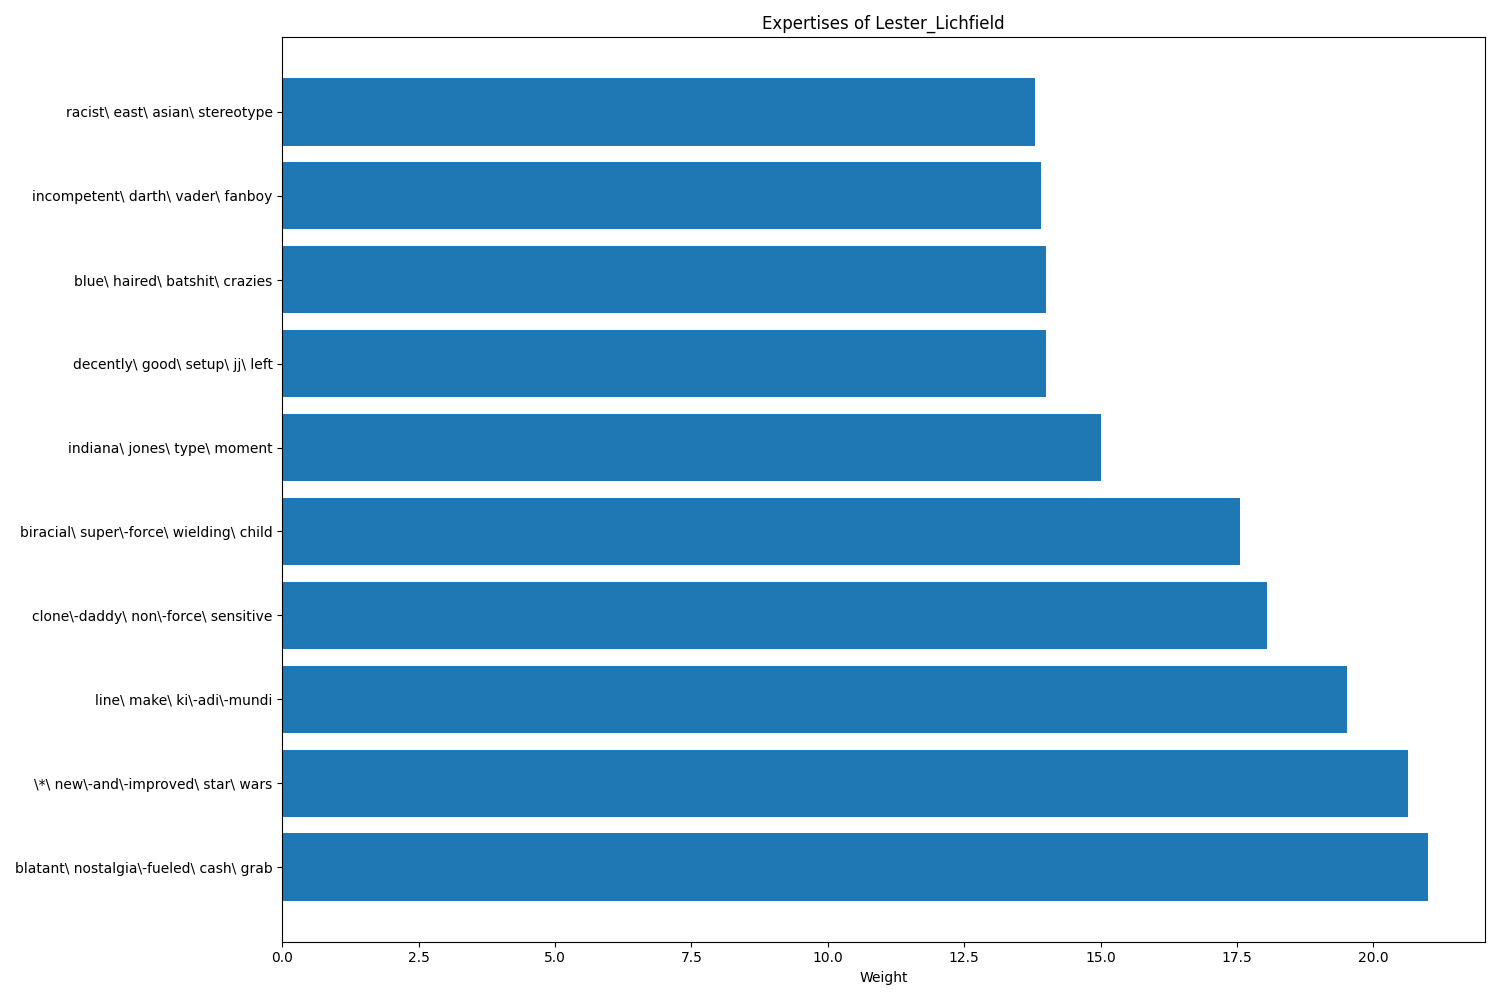 Expertises of Lester_Lichfield
racist\ east\ asian\ stereotype
incompetent\ darth\ vader\ fanboy
blue\ haired\ batshit\ crazies
decently\ good\ setup\ jj\ left
indiana\ jones\ type\ moment
biracial\ super\-force\ wielding\ child
clone\-daddy\ non\-force\ sensitive
line\ make\ ki\-adi\-mundi
\*\ new\-and\-improved\ star\ wars
blatant\ nostalgia\-fueled\ cash\ grab
0.0 2.5 5.0 7.5 10.0 12.5 15.0 17.5 20.0
Weight